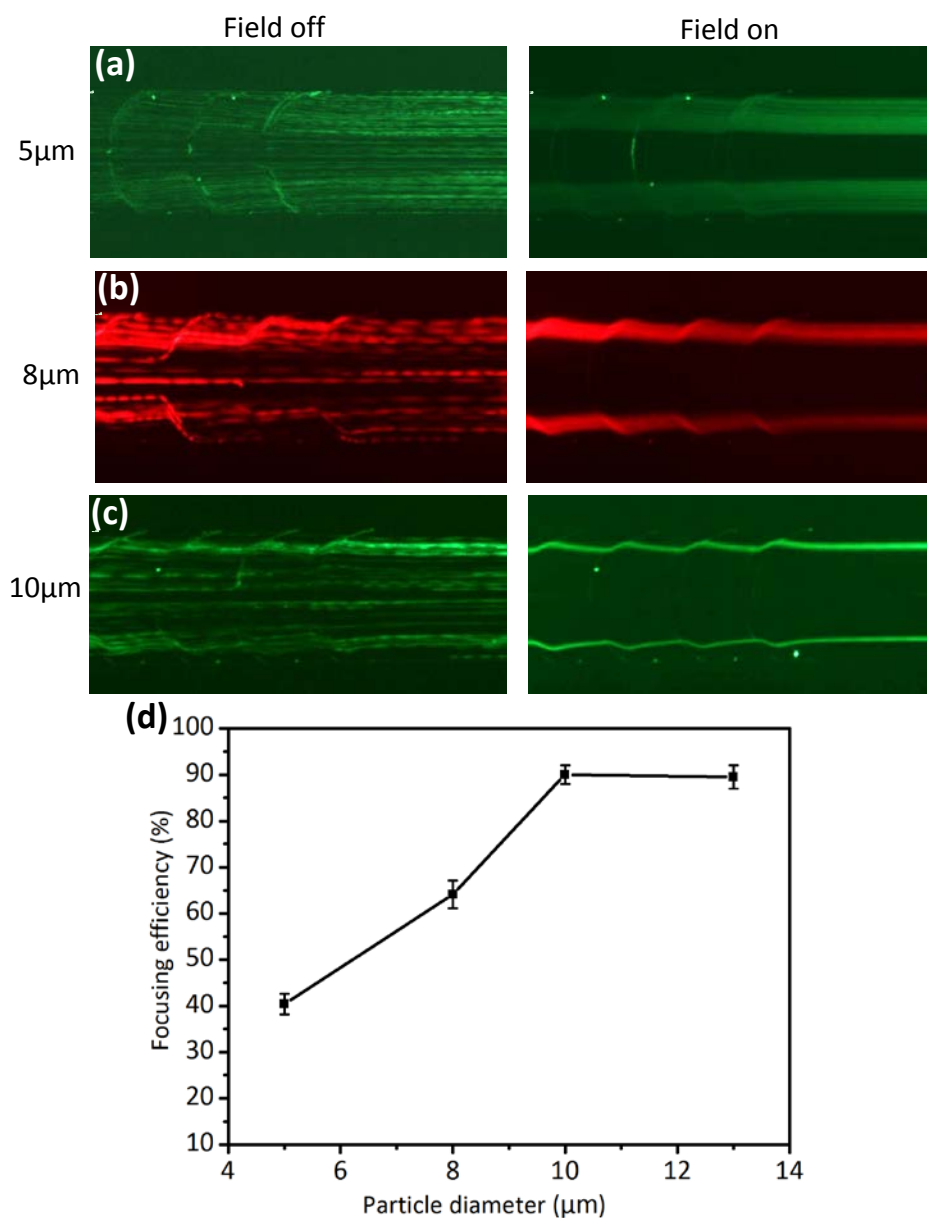 Field off
Field on
(a)
5μm
(b)
8μm
(c)
10μm
(d)
100
90
80
70
60
50
40
30
20
10
Focusing efficiency (%)
4 6 8 10 12 14
Particle diameter (μm)